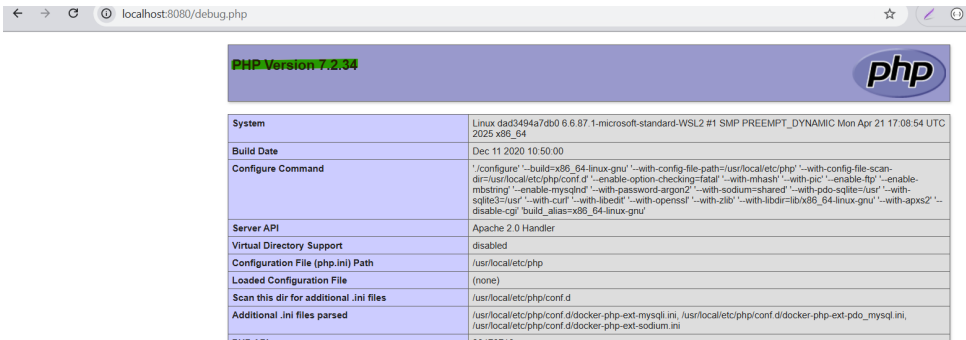 localhost:8080/debug.php
PHP Version 7.2.34
php
System
Linux dad3494a7db0 6.6.87.1-microsoft-standard-WSL2 #1 SMP PREEMPT_DYNAMIC Mon Apr 21 17:08:54 UTC
2025 x86_64
Build Date
Dec 11 2020 10:50:00
Configure Command
'./configure' '--build=x86_64-linux-gnu' '--with-config-file-path=/usr/local/etc/php' '--with-config-file-scan-
dir=/usr/local/etc/php/conf.d' '--enable-option-checking=fatal' '--with-mhash' '--with-pic' '--enable-ftp' '--enable-
mbstring' '--enable-mysqlnd' '--with-password-argon2' '--with-sodium=shared' '--with-pdo-sqlite=/usr' '--with-
sqlite3=/usr' '--with-curl' '--with-libedit' '--with-openssl' '--with-zlib' '--with-libdir=lib/x86_64-linux-gnu' '--with-apxs2' '--
disable-cgi' 'build_alias=x86_64-linux-gnu'
Server API
Apache 2.0 Handler
Virtual Directory Support
disabled
Configuration File (php.ini) Path
/usr/local/etc/php
Loaded Configuration File
(none)
Scan this dir for additional .ini files
/usr/local/etc/php/conf.d
Additional .ini files parsed
/usr/local/etc/php/conf.d/docker-php-ext-mysqli.ini, /usr/local/etc/php/conf.d/docker-php-ext-pdo_mysql.ini,
/usr/local/etc/php/conf.d/docker-php-ext-sodium.ini